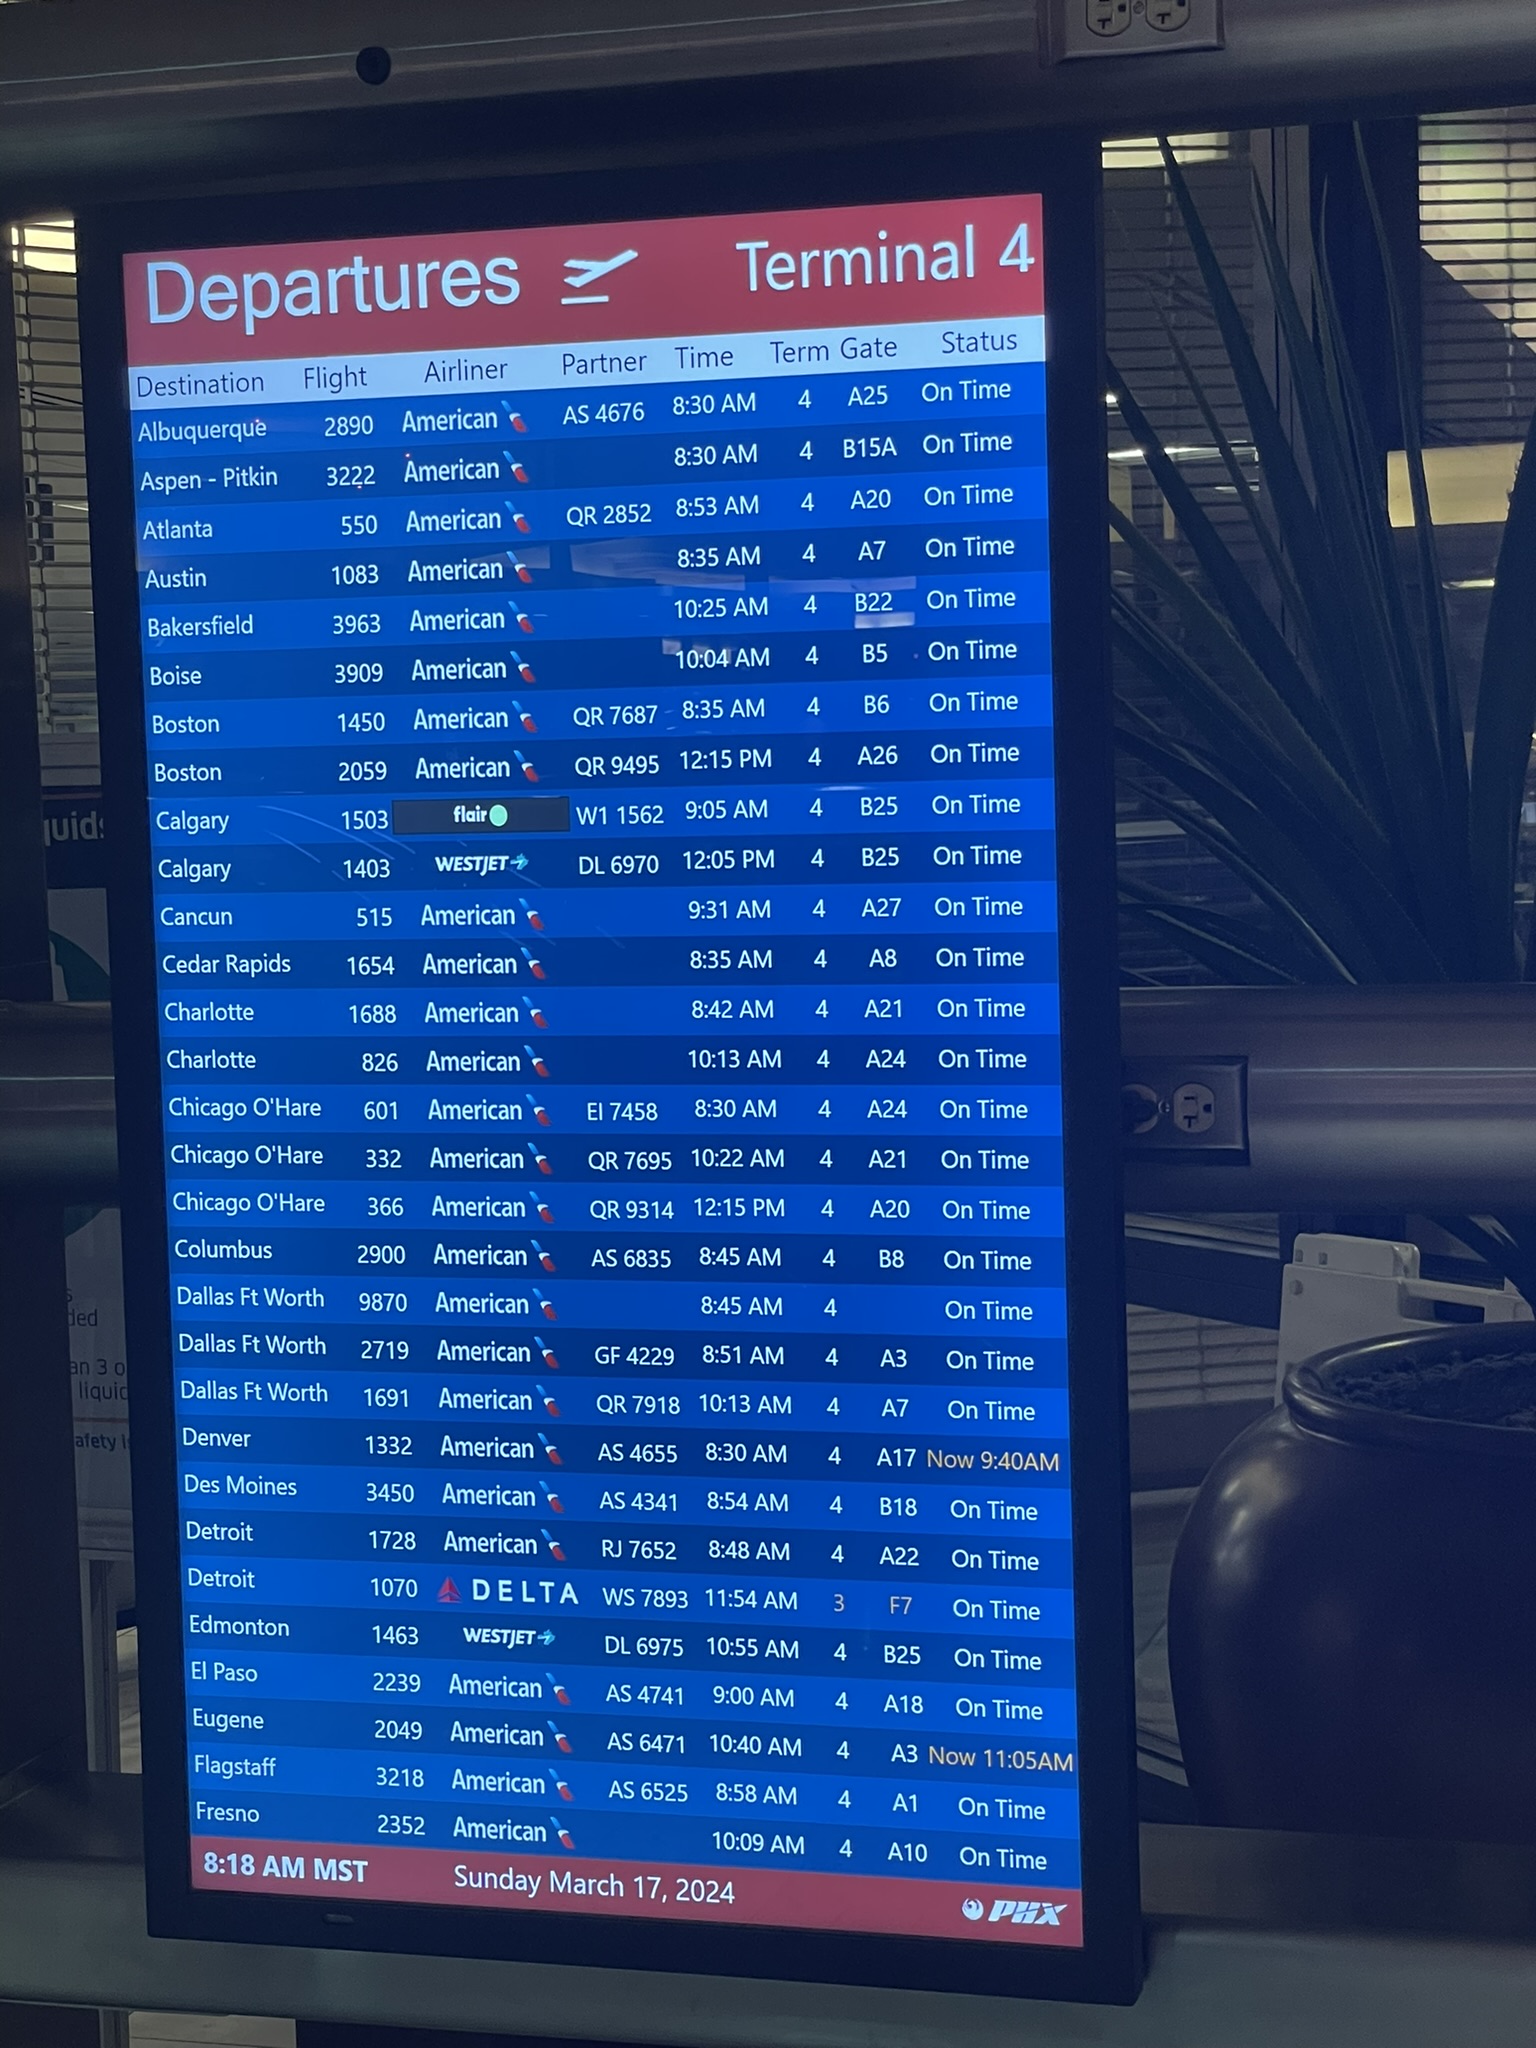 Departures Terminal 4
Destination Flight Airliner Partner Time Term Gate Status
Albuquerque 2890 American AS 4676 8:30 AM 4 A25 On Time
Aspen - Pitkin 3222 American 8:30 AM 4 B15A On Time
Atlanta 550 American QR 2852 8:53 AM 4 A20 On Time
Austin 1083 American 8:35 AM 4 A7 On Time
Bakersfield 3963 American 10:25 AM 4 B22 On Time
Boise 3909 American 10:04 AM 4 B5 On Time
Boston 1450 American QR 7687 8:35 AM 4 B6 On Time
Boston 2059 American QR 9495 12:15 PM 4 A26 On Time
Calgary 1503 flair W1 1562 9:05 AM 4 B25 On Time
Calgary 1403 WESTJET DL 6970 12:05 PM 4 B25 On Time
Cancun 515 American 9:31 AM 4 A27 On Time
Cedar Rapids 1654 American 8:35 AM 4 A8 On Time
Charlotte 1688 American 8:42 AM 4 A21 On Time
Charlotte 826 American 10:13 AM 4 A24 On Time
Chicago O'Hare 601 American EI 7458 8:30 AM 4 A24 On Time
Chicago O'Hare 332 American QR 7695 10:22 AM 4 A21 On Time
Chicago O'Hare 366 American QR 9314 12:15 PM 4 A20 On Time
Columbus 2900 American AS 6835 8:45 AM 4 B8 On Time
Dallas Ft Worth 9870 American 8:45 AM 4 On Time
Dallas Ft Worth 2719 American GF 4229 8:51 AM 4 A3 On Time
Dallas Ft Worth 1691 American QR 7918 10:13 AM 4 A7 On Time
Denver 1332 American AS 4655 8:30 AM 4 A17 Now 9:40AM
Des Moines 3450 American AS 4341 8:54 AM 4 B18 On Time
Detroit 1728 American RJ 7652 8:48 AM 4 A22 On Time
Detroit 1070 DELTA WS 7893 11:54 AM 3 F7 On Time
Edmonton 1463 WESTJET DL 6975 10:55 AM 4 B25 On Time
El Paso 2239 American AS 4741 9:00 AM 4 A18 On Time
Eugene 2049 American AS 6471 10:40 AM 4 A3 Now 11:05AM
Flagstaff 3218 American AS 6525 8:58 AM 4 A1 On Time
Fresno 2352 American 10:09 AM 4 A10 On Time
8:18 AM MST Sunday March 17, 2024 PHX